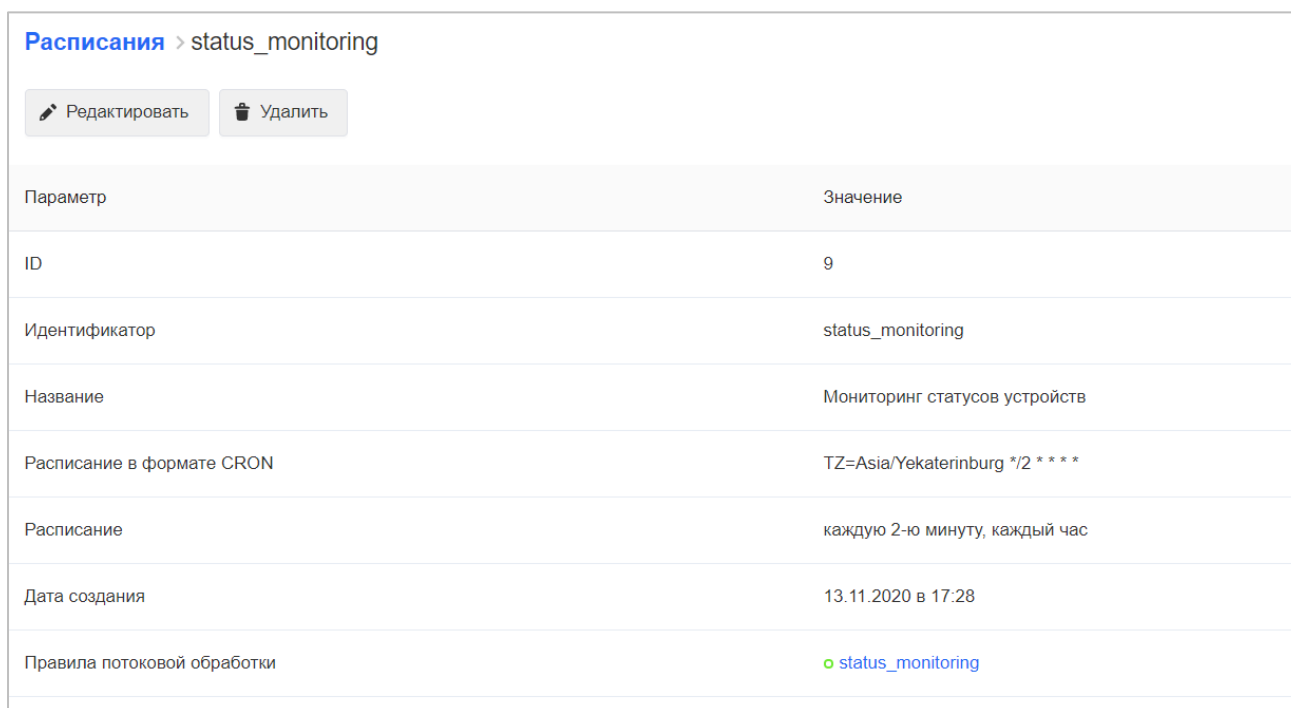 Расписания > status_monitoring
Редактировать Удалить
Параметр Значение
ID 9
Идентификатор status_monitoring
Название Мониторинг статусов устройств
Расписание в формате CRON TZ=Asia/Yekaterinburg */2 * * * *
Расписание каждую 2-ю минуту, каждый час
Дата создания 13.11.2020 в 17:28
Правила потоковой обработки status_monitoring